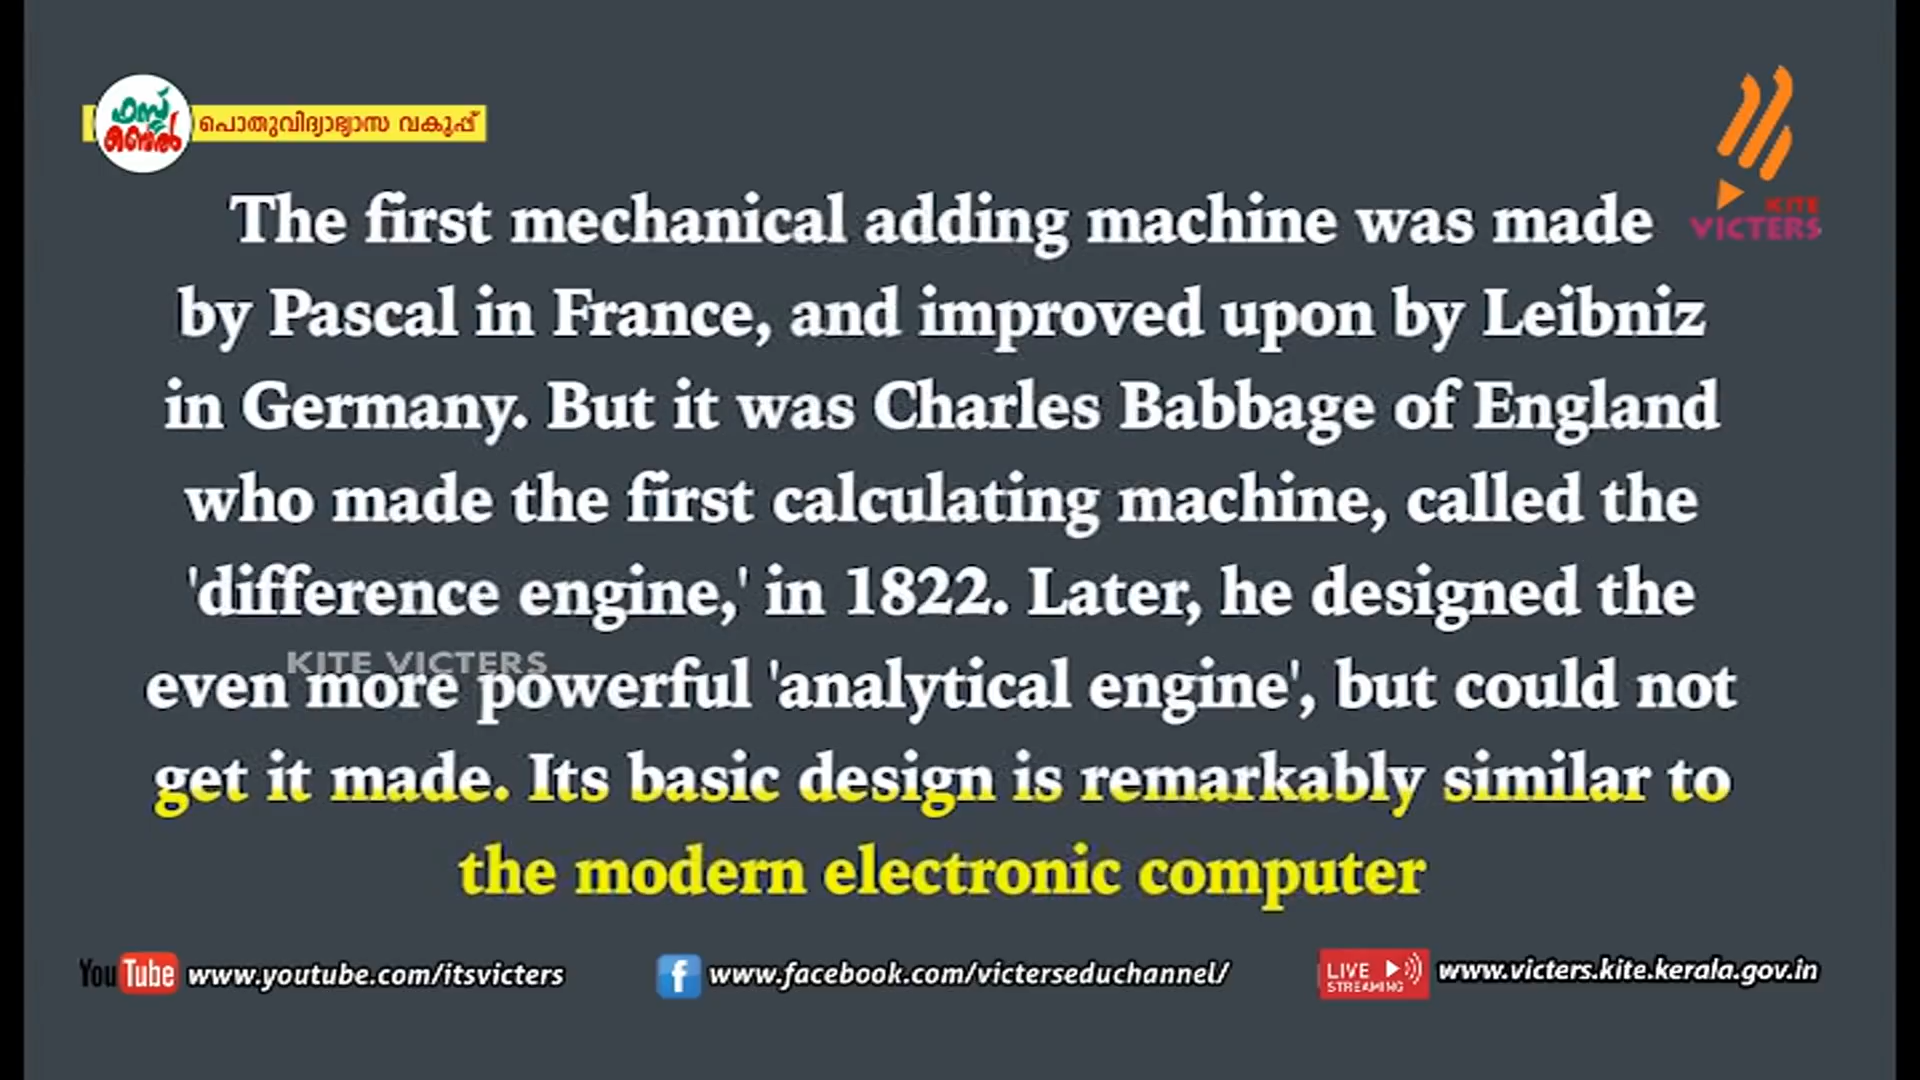 ഫസ്റ്റ്
ബെൽ
പൊതുവിദ്യാഭ്യാസ വകുപ്പ്
KITE
VICTERS
The first mechanical adding machine was made
by Pascal in France, and improved upon by Leibniz
in Germany. But it was Charles Babbage of England
who made the first calculating machine, called the
'difference engine,' in 1822. Later, he designed the
KITE VICTERS
even more powerful 'analytical engine', but could not
get it made. Its basic design is remarkably similar to
the modern electronic computer
YouTube www.youtube.com/itsvicters
f www.facebook.com/victerseduchannel/
LIVE
STREAMING
www.victers.kite.kerala.gov.in